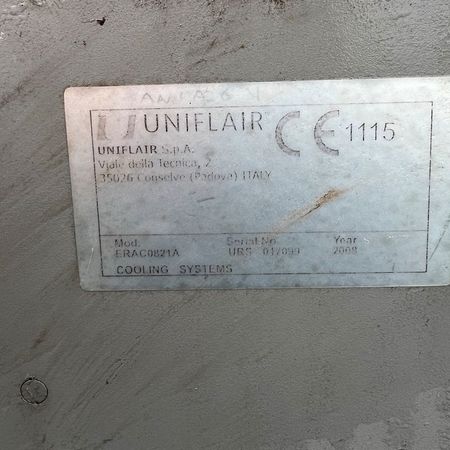 UNIFLAIR CE 1115
UNIFLAIR S.p.A.
Viale della Tecnica, 2
35026 Conselve (Padova) ITALY
Mod. Serial No Year
ERAC0821A URS 2008
COOLING SYSTEMS